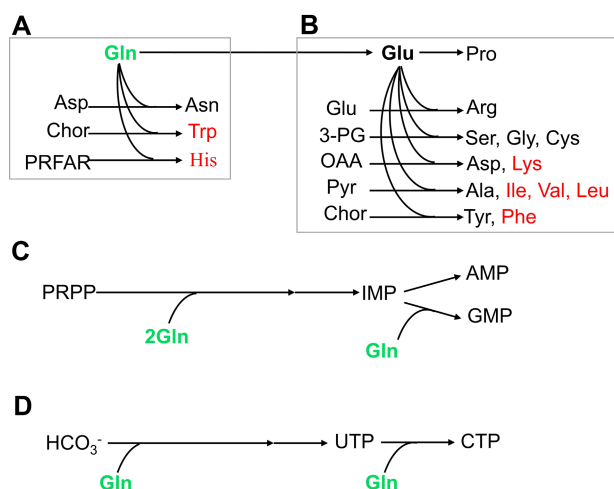 A
Gln
Asp Asn
Chor Trp
PRFAR His
B
Glu Pro
Glu Arg
3-PG Ser, Gly, Cys
OAA Asp, Lys
Pyr Ala, Ile, Val, Leu
Chor Tyr, Phe
C
PRPP IMP AMP
GMP
2Gln Gln
D
HCO3- UTP CTP
Gln Gln